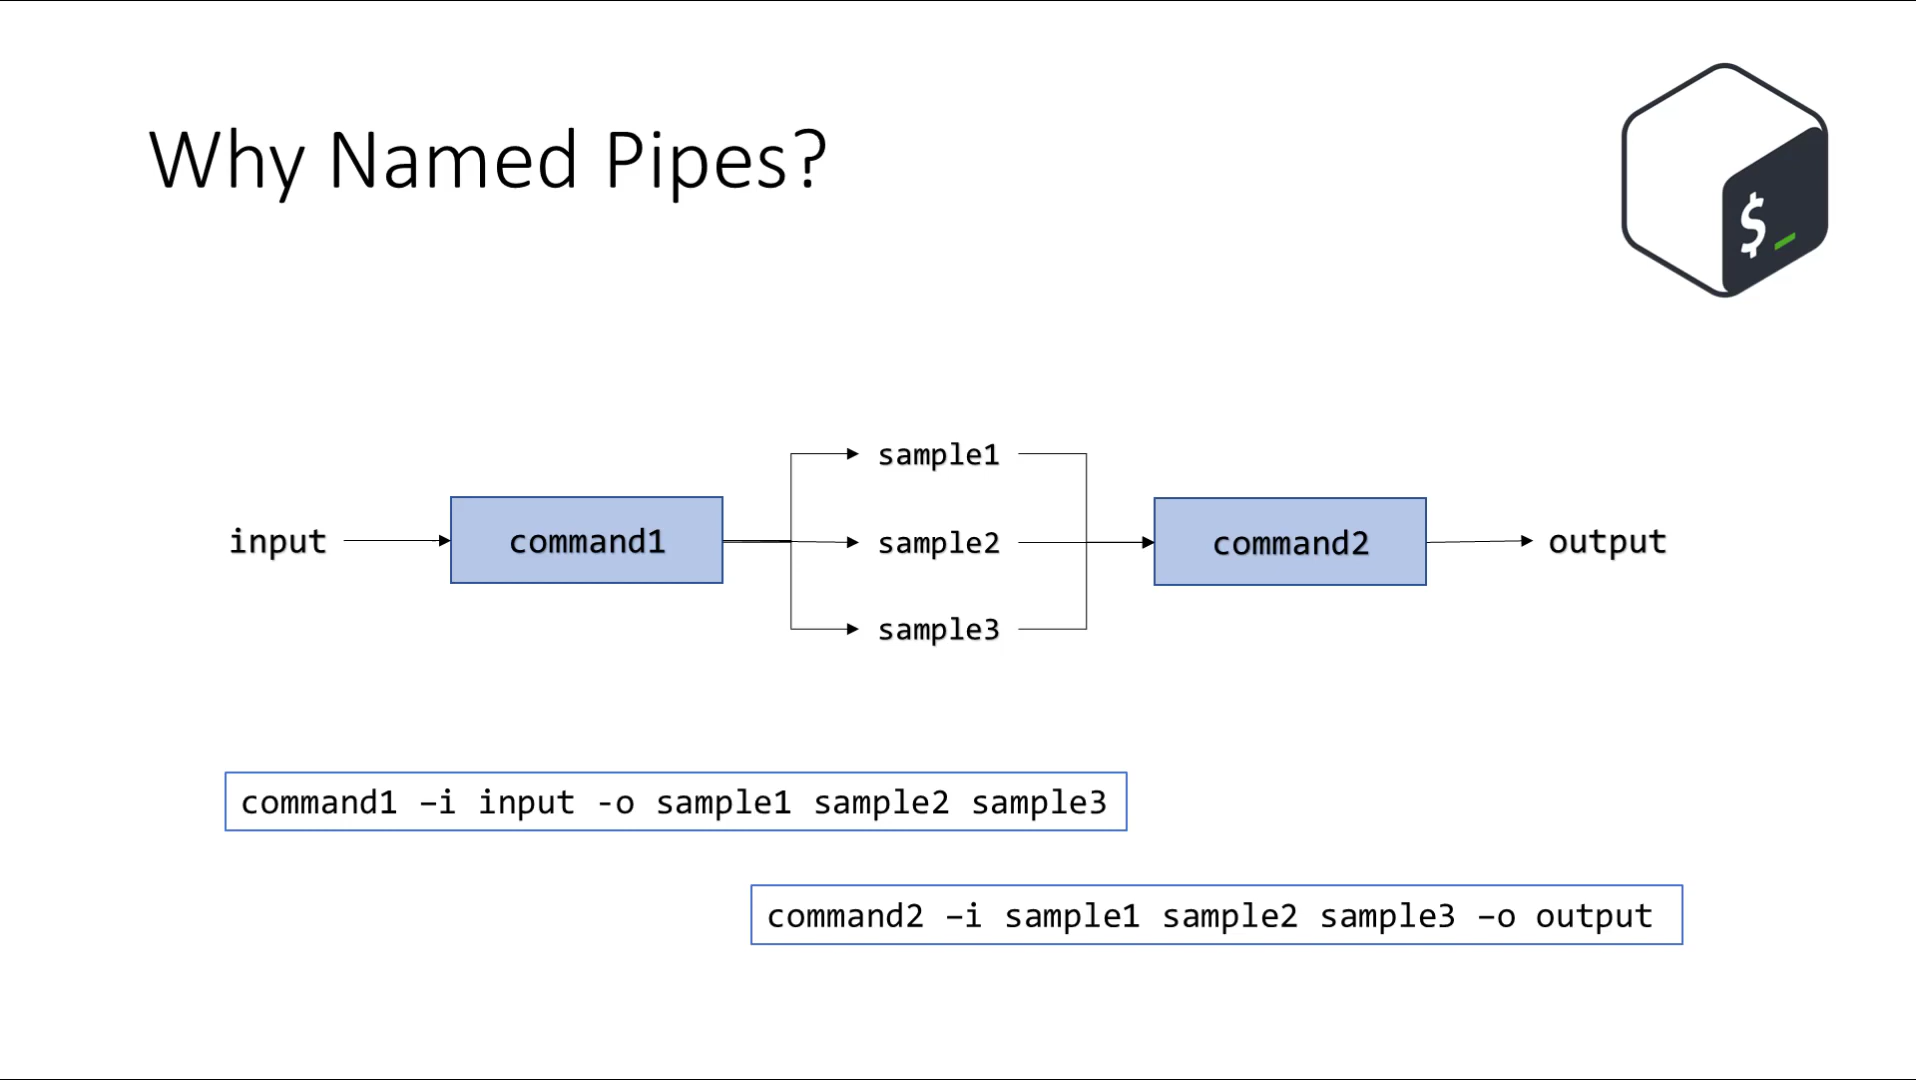 Why Named Pipes?
$_
sample1
input
command1
sample2
command2
output
sample3
command1 –i input -o sample1 sample2 sample3
command2 –i sample1 sample2 sample3 –o output